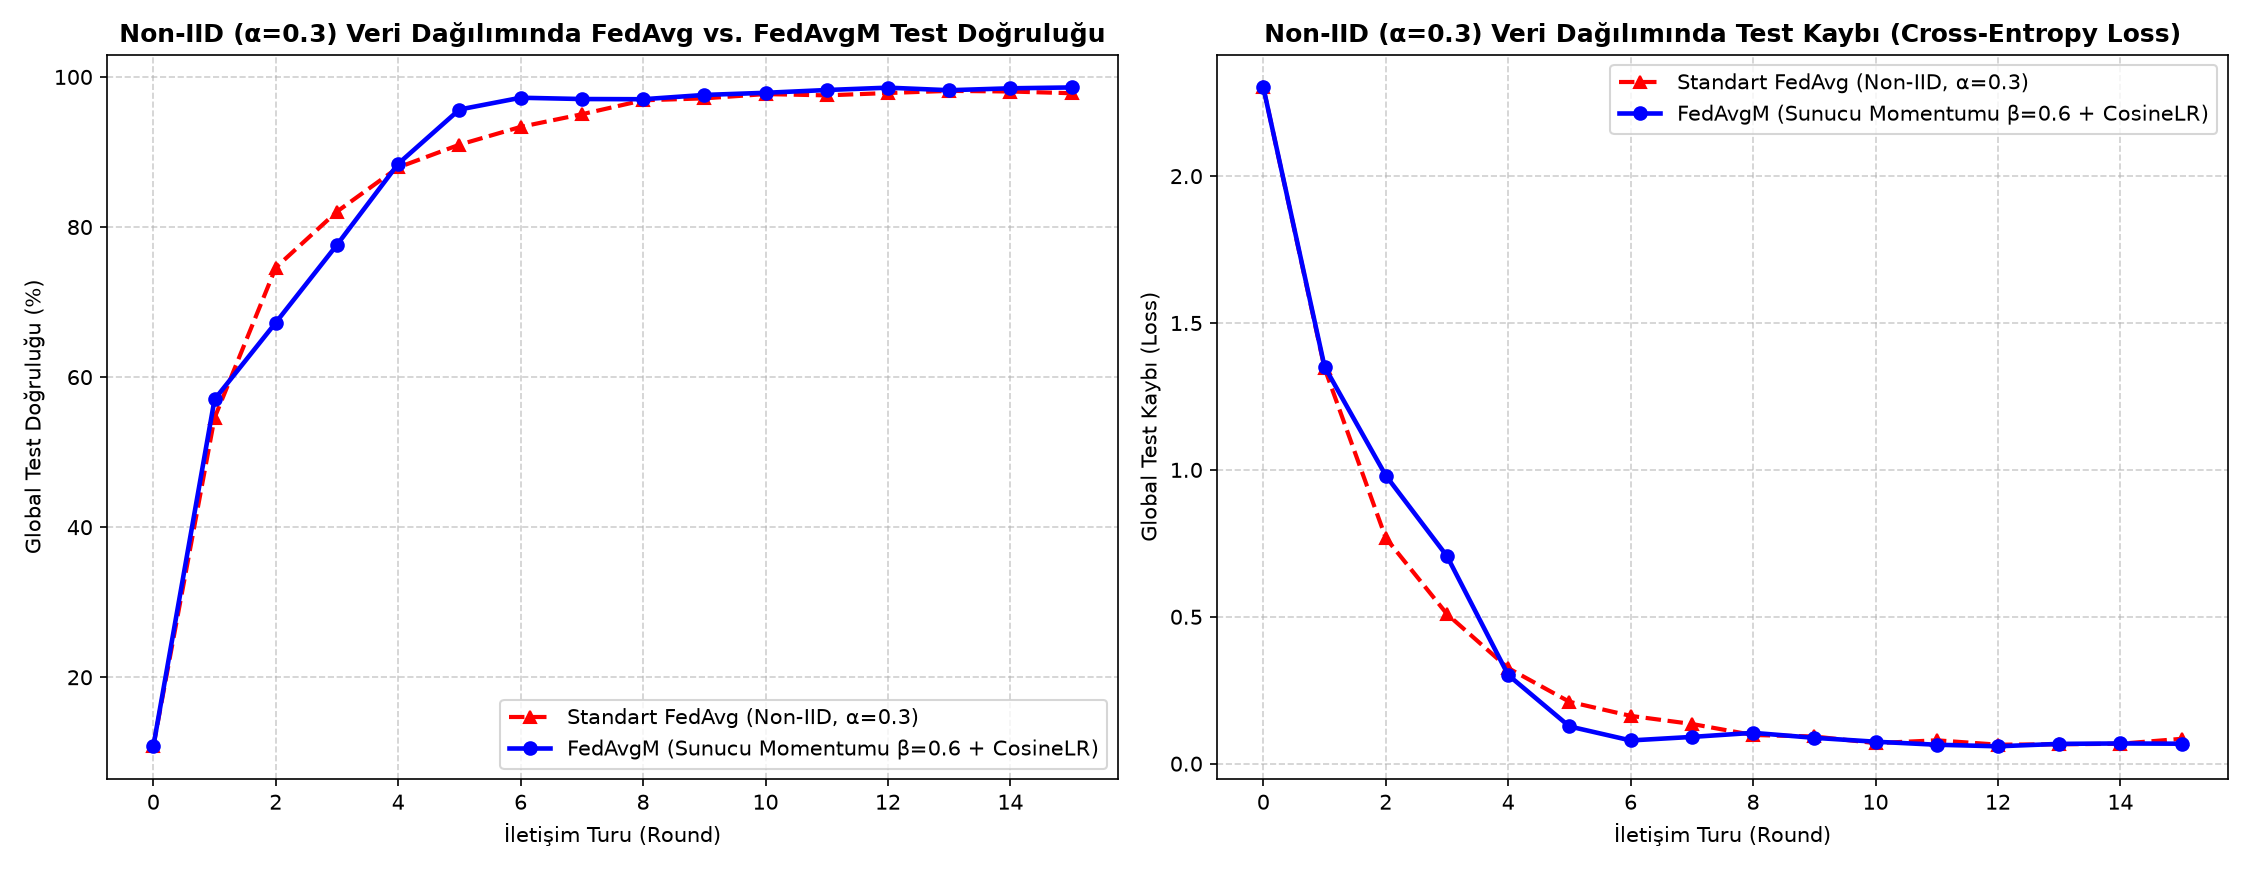 Non-IID (α=0.3) Veri Dağılımında FedAvg vs. FedAvgM Test Doğruluğu
Global Test Doğruluğu (%)
100
80
60
40
20
Standart FedAvg (Non-IID, α=0.3)
FedAvgM (Sunucu Momentumu β=0.6 + CosineLR)
0 2 4 6 8 10 12 14
İletişim Turu (Round)
Non-IID (α=0.3) Veri Dağılımında Test Kaybı (Cross-Entropy Loss)
Standart FedAvg (Non-IID, α=0.3)
FedAvgM (Sunucu Momentumu β=0.6 + CosineLR)
Global Test Kaybı (Loss)
2.0
1.5
1.0
0.5
0.0
0 2 4 6 8 10 12 14
İletişim Turu (Round)